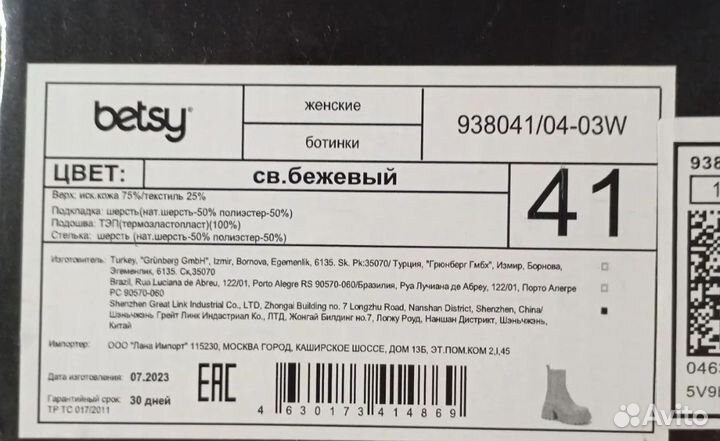 betsy
женские
ботинки
938041/04-03W
ЦВЕТ:
св.бежевый
41
Верх: иск.кожа 75%/текстиль 25%
Подкладка: шерсть(нат.шерсть-50% полиэстер-50%)
Подошва: ТЭП(термоэластопласт)(100%)
Стелька: шерсть (нат.шерсть-50% полиэстер-50%)
Изготовитель: Turkey, "Grünberg GmbH", Izmir, Bornova, Egemenlik, 6135. Sk. Pk:35070/ Турция, "Грюнберг Гмбх", Измир, Борнова,
Эгеменлик, 6135. Ск,35070
Brazil, Rua Luciana de Abreu, 122/01, Porto Alegre RS 90570-060/Бразилия, Руа Лучиана де Абреу, 122/01, Порто Алегре
РС 90570-060
Shenzhen Great Link Industrial Co., LTD, Zhongai Building no. 7 Longzhu Road, Nanshan District, Shenzhen, China/
Шэньчжэнь Грейт Линк Индастриал Ко., ЛТД, Жонгай Билдинг но.7, Логжу Роуд, Наншан Дистрикт, Шэньчжэнь,
Китай
Импортер: ООО "Лана Импорт" 115230, МОСКВА ГОРОД, КАШИРСКОЕ ШОССЕ, ДОМ 13Б, ЭТ.ПОМ.КОМ 2,I,45
Дата изготовления: 07.2023
Гарантийный срок: 30 дней
ТР ТС 017/2011
EAC
4 630173 414869
938
1
046
5V9
Avito